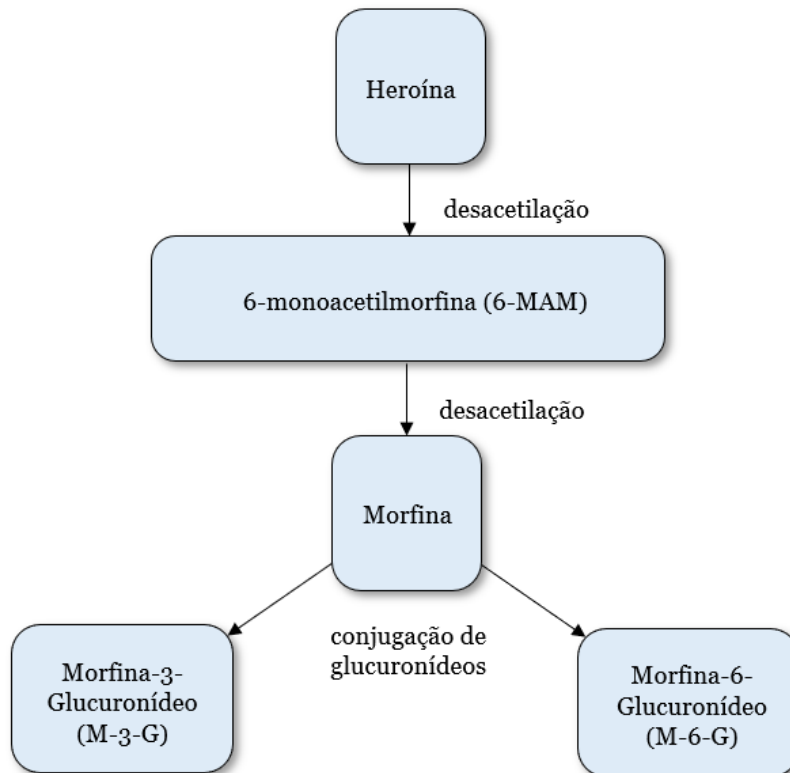 Heroína
desacetilação
6-monoacetilmorfina (6-MAM)
desacetilação
Morfina
conjugação de
glucuronídeos
Morfina-3-
Glucuronídeo
(M-3-G)
Morfina-6-
Glucuronídeo
(M-6-G)